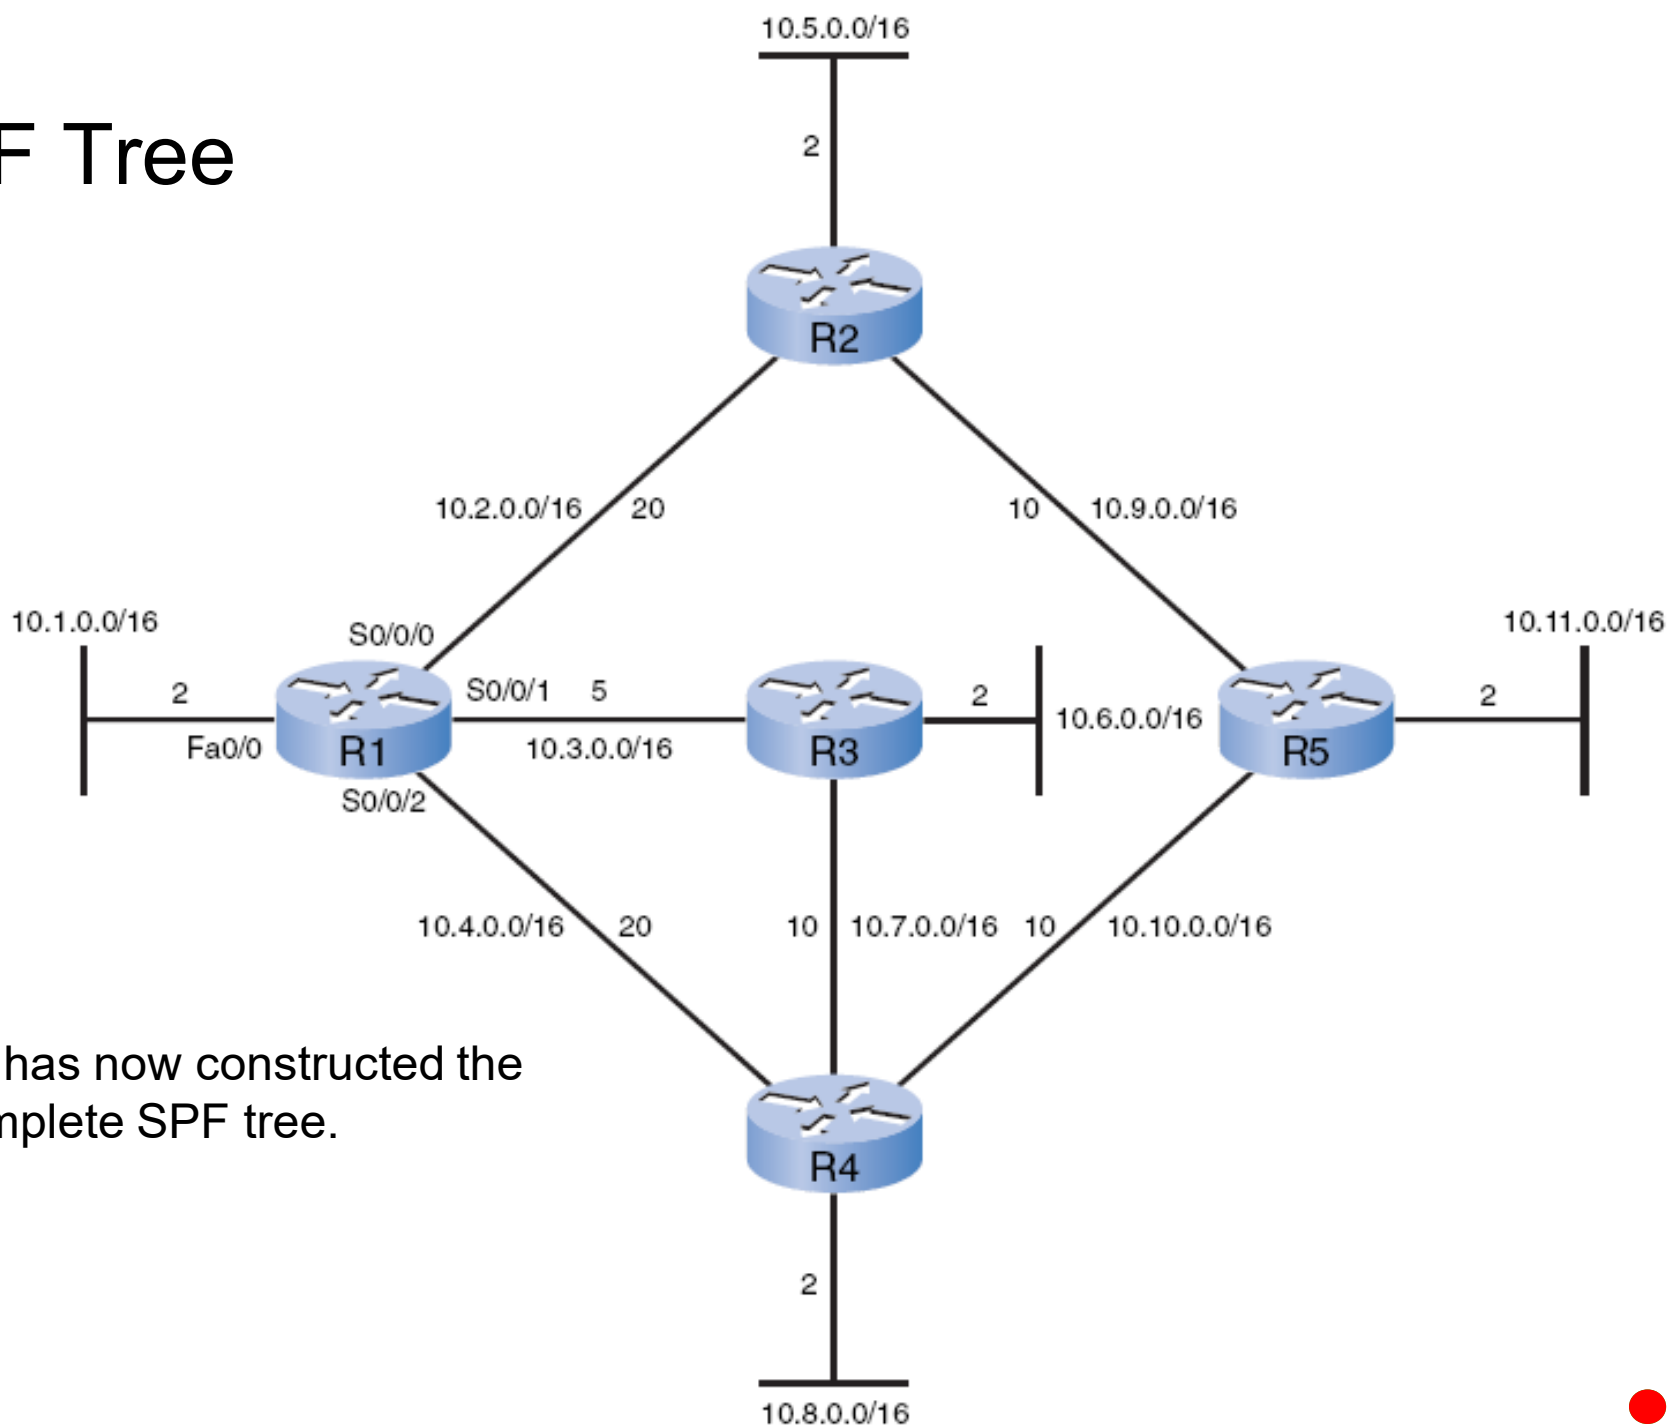 10.5.0.0/16
F Tree
2
R2
10.2.0.0/16
20
10
10.9.0.0/16
10.1.0.0/16
S0/0/0
10.11.0.0/16
2
S0/0/1
5
2
2
10.6.0.0/16
Fa0/0
R1
10.3.0.0/16
R3
R5
S0/0/2
10.4.0.0/16
20
10
10.7.0.0/16
10
10.10.0.0/16
has now constructed the
mplete SPF tree.
R4
2
10.8.0.0/16